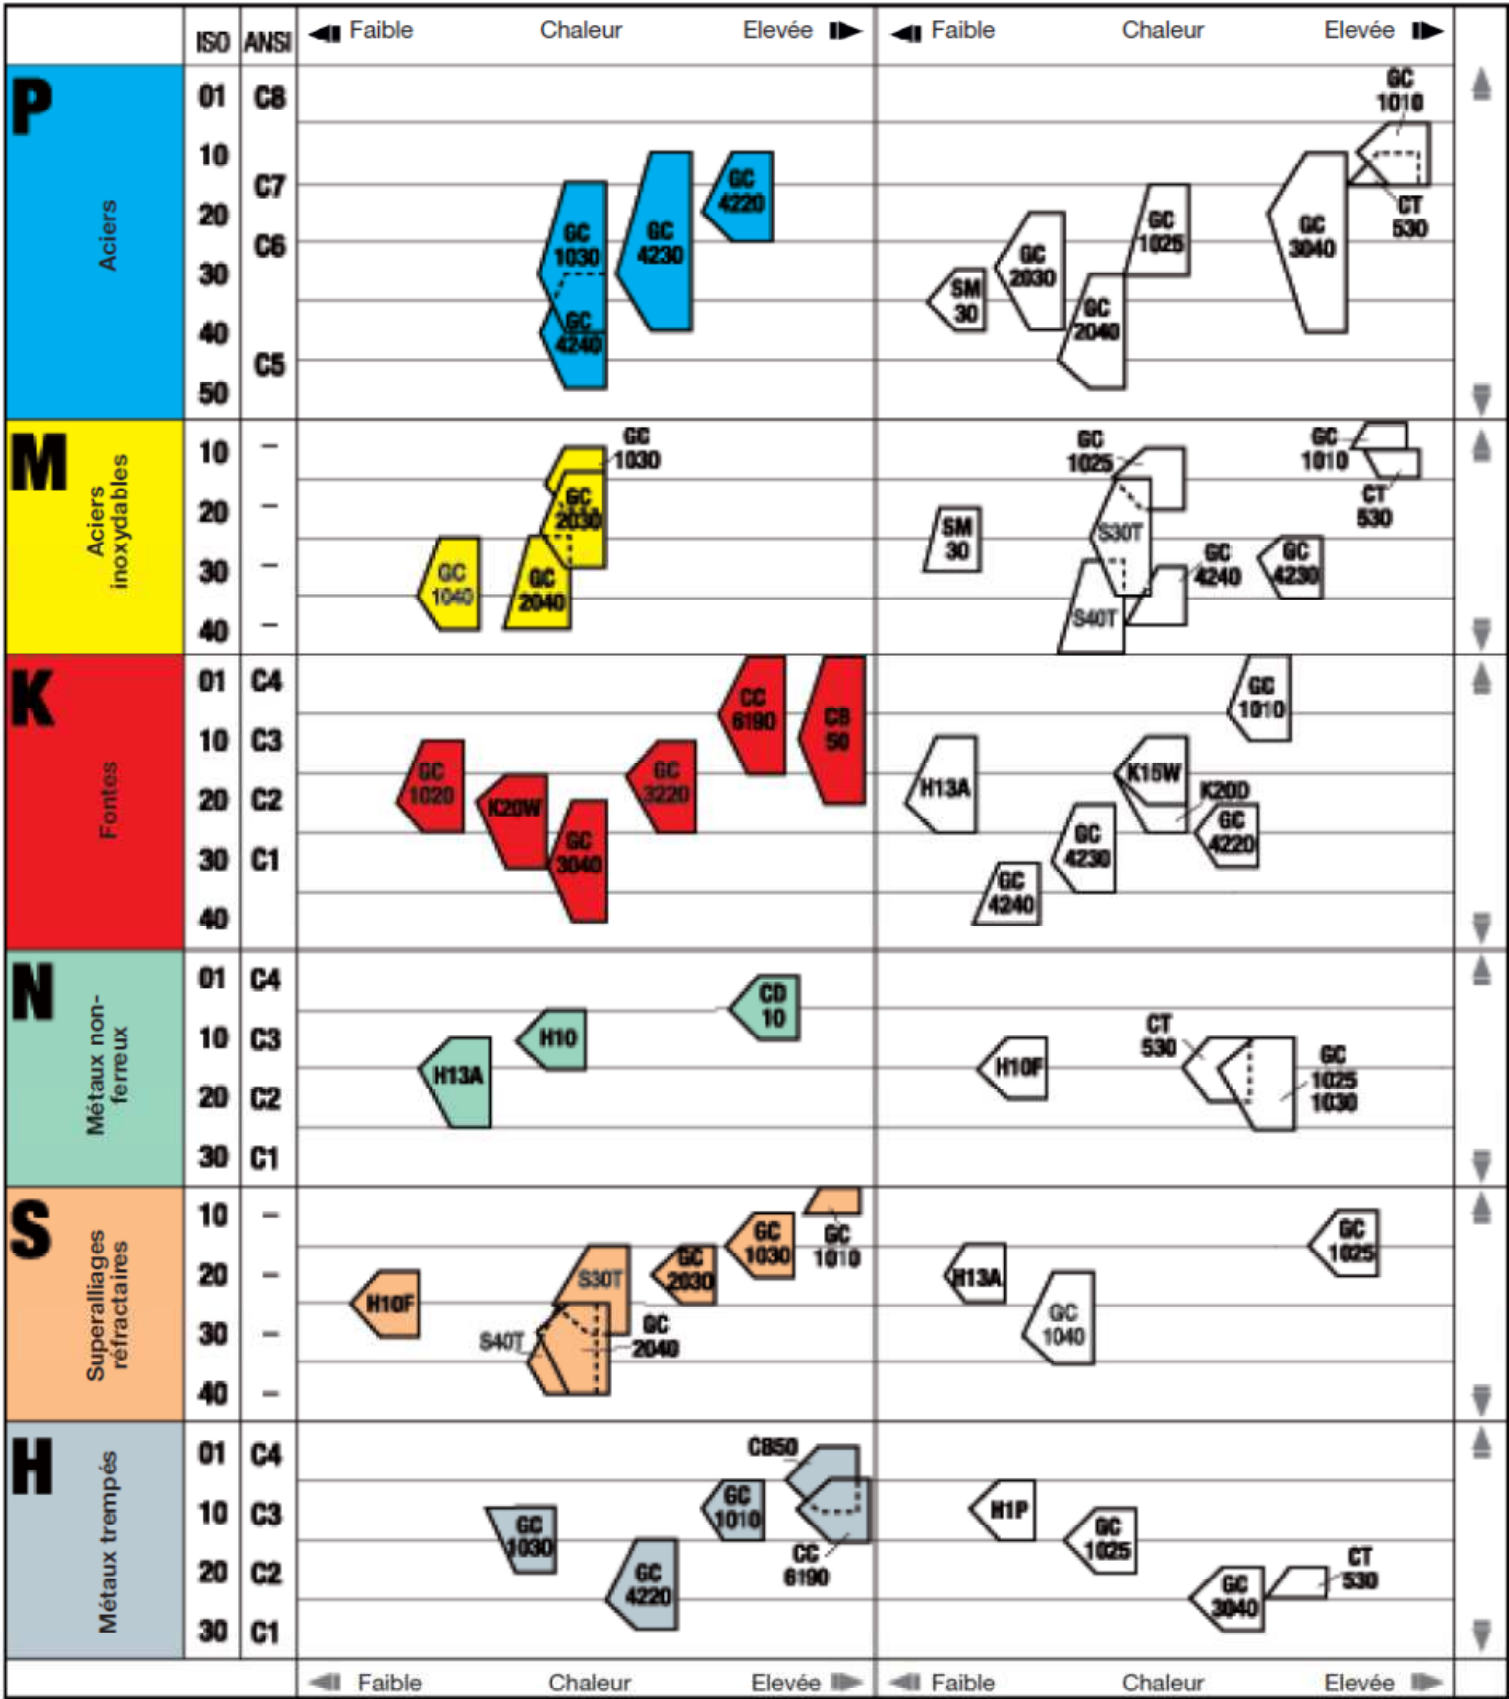 ISO ANSI Faible Chaleur Elevée Faible Chaleur Elevée
P
Aciers
01 C8
10
C7
20
C6
30
40
C5
50
GC
1030
GC
4240
GC
4230
GC
4220
SM
30
GC
2030
GC
2040
GC
1025
GC
3040
GC
1010
CT
530
M
Aciers
inoxydables
10 –
20 –
30 –
40 –
GC
1040
GC
2040
GC
2030
GC
1030
SM
30
GC
1025
S30T
S40T
GC
4240
GC
4230
GC
1010
CT
530
K
Fontes
01 C4
10 C3
20 C2
30 C1
40
GC
1020
K20W
GC
3040
GC
3220
CC
6190
CB
50
H13A
GC
4240
GC
4230
K15W
K20D
GC
4220
GC
1010
N
Métaux non-
ferreux
01 C4
10 C3
20 C2
30 C1
H13A
H10
CD
10
H10F
CT
530
GC
1025
1030
S
Superalliages
réfractaires
10 –
20 –
30 –
40 –
H10F
S40T
S30T
GC
2040
GC
2030
GC
1030
GC
1010
H13A
GC
1040
GC
1025
H
Métaux trempés
01 C4
10 C3
20 C2
30 C1
GC
1030
GC
4220
GC
1010
CB50
CC
6190
H1P
GC
1025
GC
3040
CT
530
Faible Chaleur Elevée Faible Chaleur Elevée